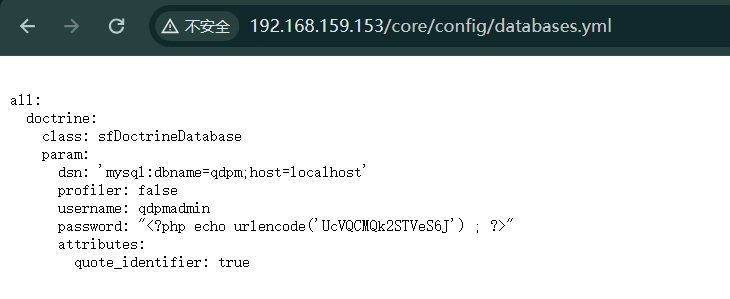 不安全 192.168.159.153/core/config/databases.yml
all:
  doctrine:
    class: sfDoctrineDatabase
    param:
      dsn: 'mysql:dbname=qdpm;host=localhost'
      profiler: false
      username: qdpmadmin
      password: "<?php echo urlencode('UcVQCMQk2STVeS6J') ; ?>"
      attributes:
        quote_identifier: true